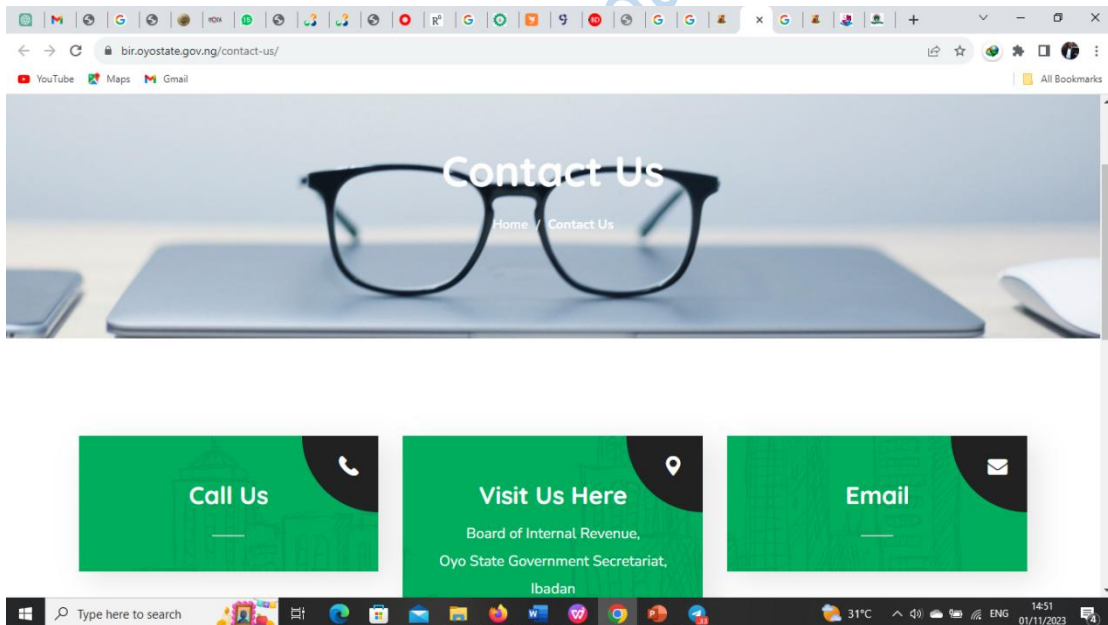 bir.oyostate.gov.ng/contact-us/
YouTube Maps Gmail All Bookmarks
Contact Us
Home / Contact Us
Call Us
Visit Us Here
Board of Internal Revenue,
Oyo State Government Secretariat,
Ibadan
Email
Type here to search
31°C
ENG
14:51
01/11/2023